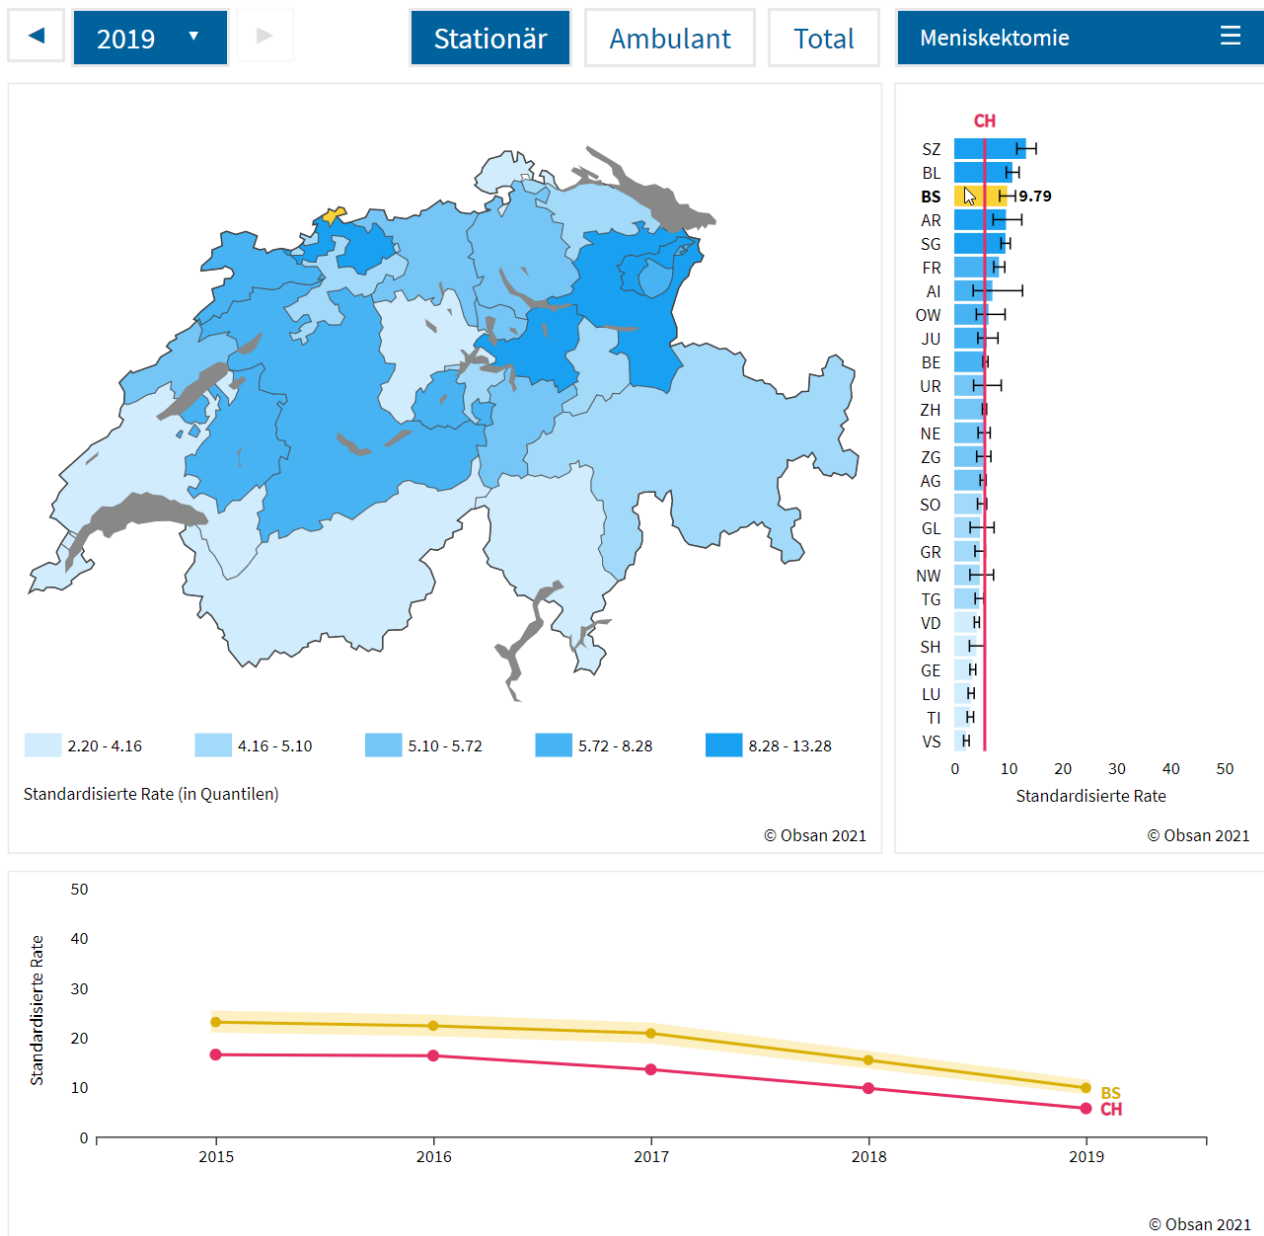 ◀ 2019 ▼ ▶ Stationär Ambulant Total Meniskektomie ☰
CH
SZ
BL
BS 9.79
AR
SG
FR
AI
OW
JU
BE
UR
ZH
NE
ZG
AG
SO
GL
GR
NW
TG
VD
SH
GE
LU
TI
VS
0 10 20 30 40 50
Standardisierte Rate
© Obsan 2021
2.20 - 4.16 4.16 - 5.10 5.10 - 5.72 5.72 - 8.28 8.28 - 13.28
Standardisierte Rate (in Quantilen)
© Obsan 2021
Standardisierte Rate
50
40
30
20
10
0
BS
CH
2015 2016 2017 2018 2019
© Obsan 2021